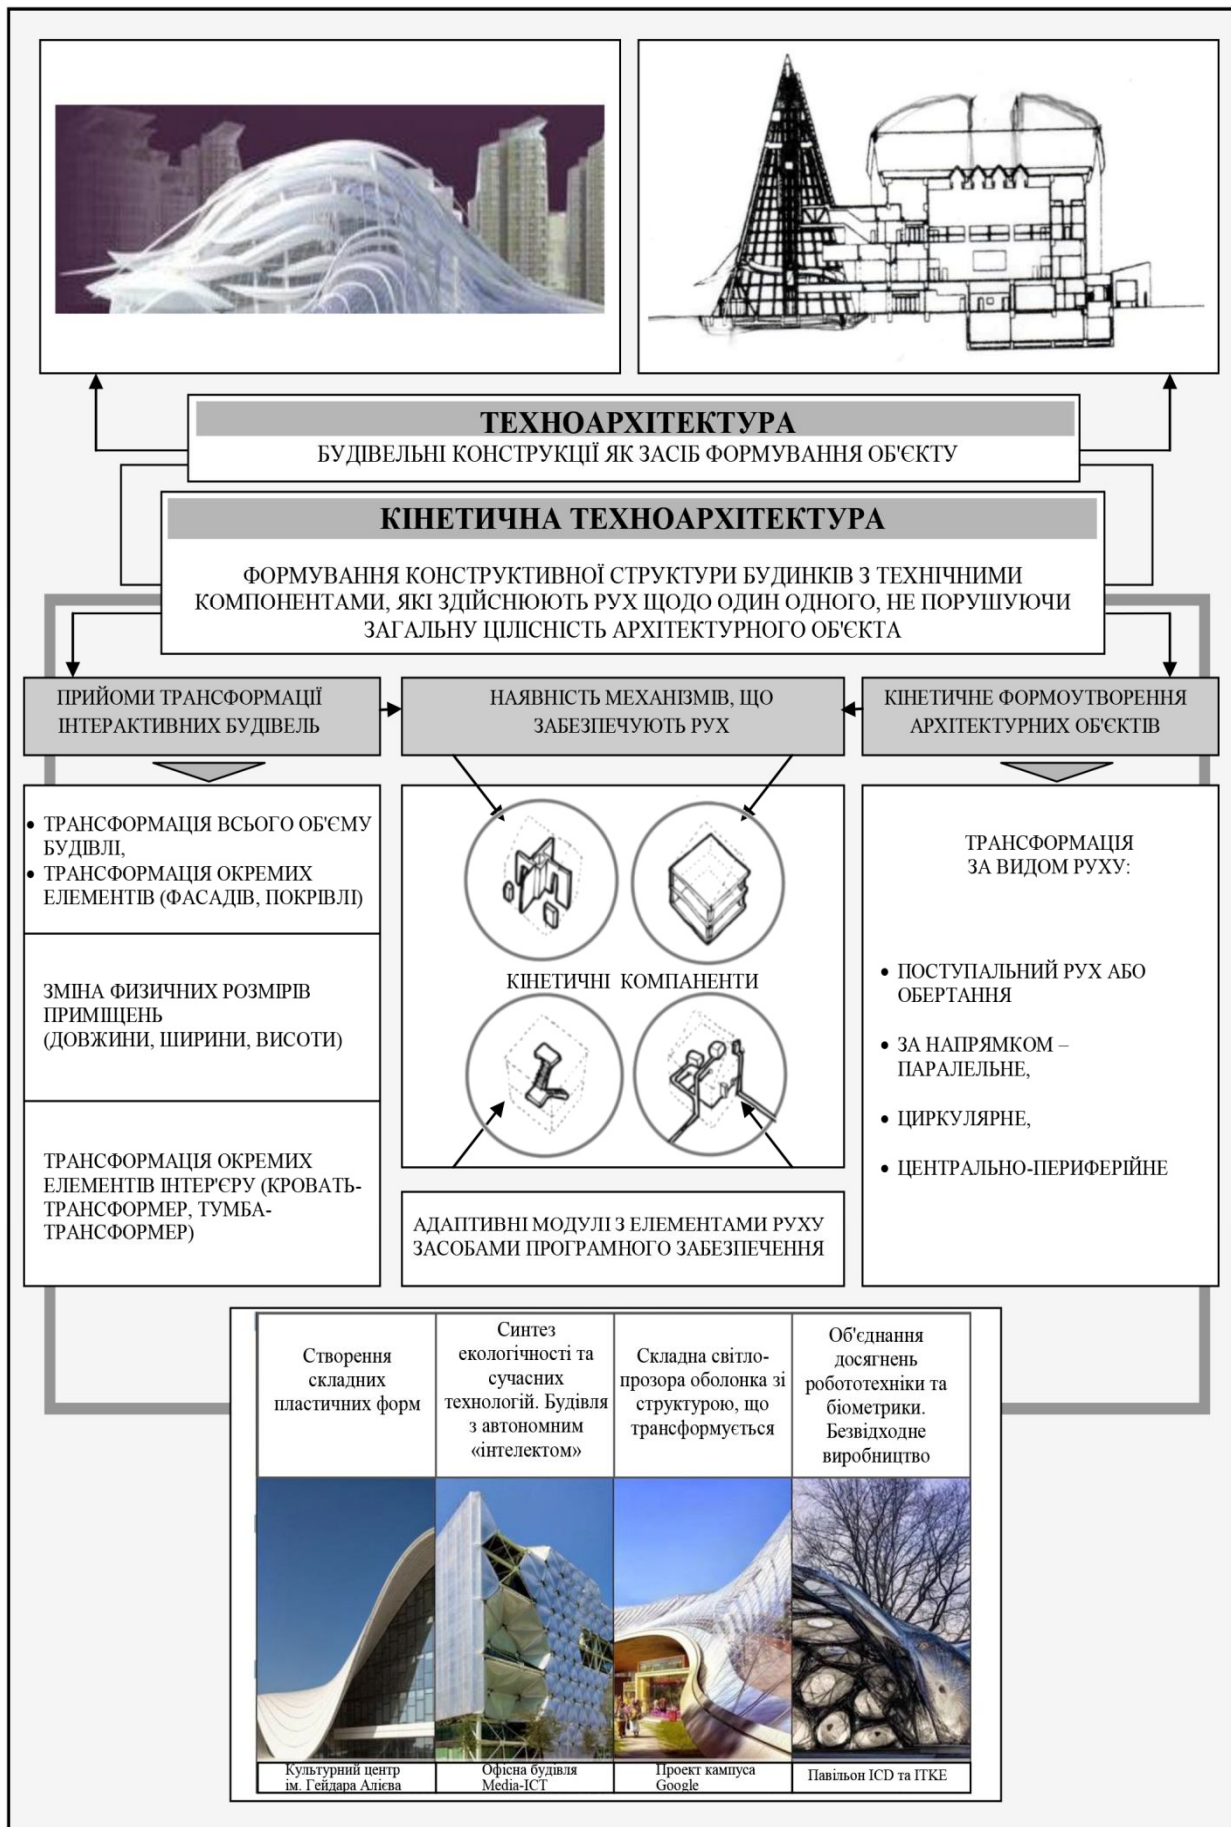 ТЕХНОАРХІТЕКТУРА
БУДІВЕЛЬНІ КОНСТРУКЦІЇ ЯК ЗАСІБ ФОРМУВАННЯ ОБ'ЄКТУ
КІНЕТИЧНА ТЕХНОАРХІТЕКТУРА
ФОРМУВАННЯ КОНСТРУКТИВНОЇ СТРУКТУРИ БУДИНКІВ З ТЕХНІЧНИМИ
КОМПОНЕНТАМИ, ЯКІ ЗДІЙСНЮЮТЬ РУХ ЩОДО ОДИН ОДНОГО, НЕ ПОРУШУЮЧИ
ЗАГАЛЬНУ ЦІЛІСНІСТЬ АРХІТЕКТУРНОГО ОБ'ЄКТА
ПРИЙОМИ ТРАНСФОРМАЦІЇ
ІНТЕРАКТИВНИХ БУДІВЕЛЬ
НАЯВНІСТЬ МЕХАНІЗМІВ, ЩО
ЗАБЕЗПЕЧУЮТЬ РУХ
КІНЕТИЧНЕ ФОРМОУТВОРЕННЯ
АРХІТЕКТУРНИХ ОБ'ЄКТІВ
• ТРАНСФОРМАЦІЯ ВСЬОГО ОБ'ЄМУ
БУДІВЛІ,
• ТРАНСФОРМАЦІЯ ОКРЕМИХ
ЕЛЕМЕНТІВ (ФАСАДІВ, ПОКРІВЛІ)
ЗМІНА ФИЗИЧНИХ РОЗМІРІВ
ПРИМІЩЕНЬ
(ДОВЖИНИ, ШИРИНИ, ВИСОТИ)
ТРАНСФОРМАЦІЯ ОКРЕМИХ
ЕЛЕМЕНТІВ ІНТЕР'ЄРУ (КРОВАТЬ-
ТРАНСФОРМЕР, ТУМБА-
ТРАНСФОРМЕР)
КІНЕТИЧНІ КОМПАНЕНТИ
АДАПТИВНІ МОДУЛІ З ЕЛЕМЕНТАМИ РУХУ
ЗАСОБАМИ ПРОГРАМНОГО ЗАБЕЗПЕЧЕННЯ
ТРАНСФОРМАЦІЯ
ЗА ВИДОМ РУХУ:
• ПОСТУПАЛЬНИЙ РУХ АБО
ОБЕРТАННЯ
• ЗА НАПРЯМКОМ –
ПАРАЛЕЛЬНЕ,
• ЦИРКУЛЯРНЕ,
• ЦЕНТРАЛЬНО-ПЕРИФЕРІЙНЕ
Створення
складних
пластичних форм
Синтез
екологічності та
сучасних
технологій. Будівля
з автономним
«інтелектом»
Складна світло-
прозора оболонка зі
структурою, що
трансформується
Об'єднання
досягнень
робототехніки та
біометрики.
Безвідходне
виробництво
Культурний центр
ім. Гейдара Алієва
Офісна будівля
Media-ICT
Проект кампуса
Google
Павільон ICD та ITKE